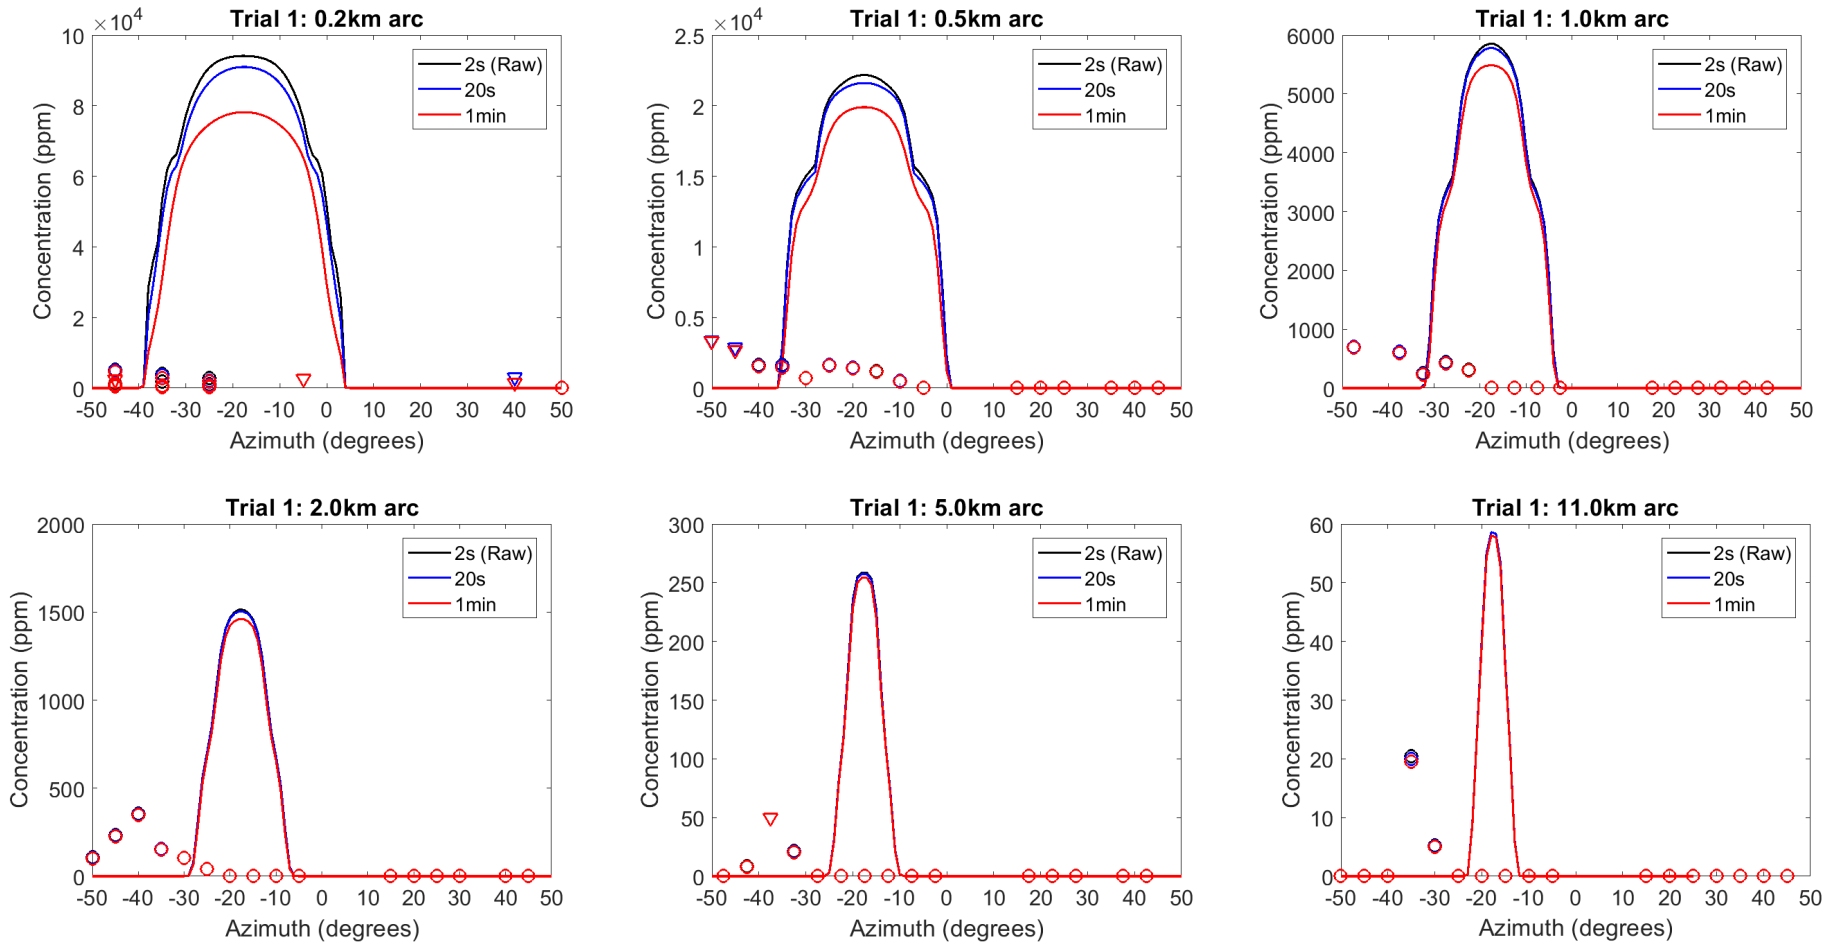 Trial 1: 0.2km arc
×10⁴
Concentration (ppm)
10
8
6
4
2
0
-50 -40 -30 -20 -10 0 10 20 30 40 50
Azimuth (degrees)
2s (Raw)
20s
1min
Trial 1: 0.5km arc
×10⁴
Concentration (ppm)
2.5
2
1.5
1
0.5
0
-50 -40 -30 -20 -10 0 10 20 30 40 50
Azimuth (degrees)
2s (Raw)
20s
1min
Trial 1: 1.0km arc
Concentration (ppm)
6000
5000
4000
3000
2000
1000
0
-50 -40 -30 -20 -10 0 10 20 30 40 50
Azimuth (degrees)
2s (Raw)
20s
1min
Trial 1: 2.0km arc
Concentration (ppm)
2000
1500
1000
500
0
-50 -40 -30 -20 -10 0 10 20 30 40 50
Azimuth (degrees)
2s (Raw)
20s
1min
Trial 1: 5.0km arc
Concentration (ppm)
300
250
200
150
100
50
0
-50 -40 -30 -20 -10 0 10 20 30 40 50
Azimuth (degrees)
2s (Raw)
20s
1min
Trial 1: 11.0km arc
Concentration (ppm)
60
50
40
30
20
10
0
-50 -40 -30 -20 -10 0 10 20 30 40 50
Azimuth (degrees)
2s (Raw)
20s
1min